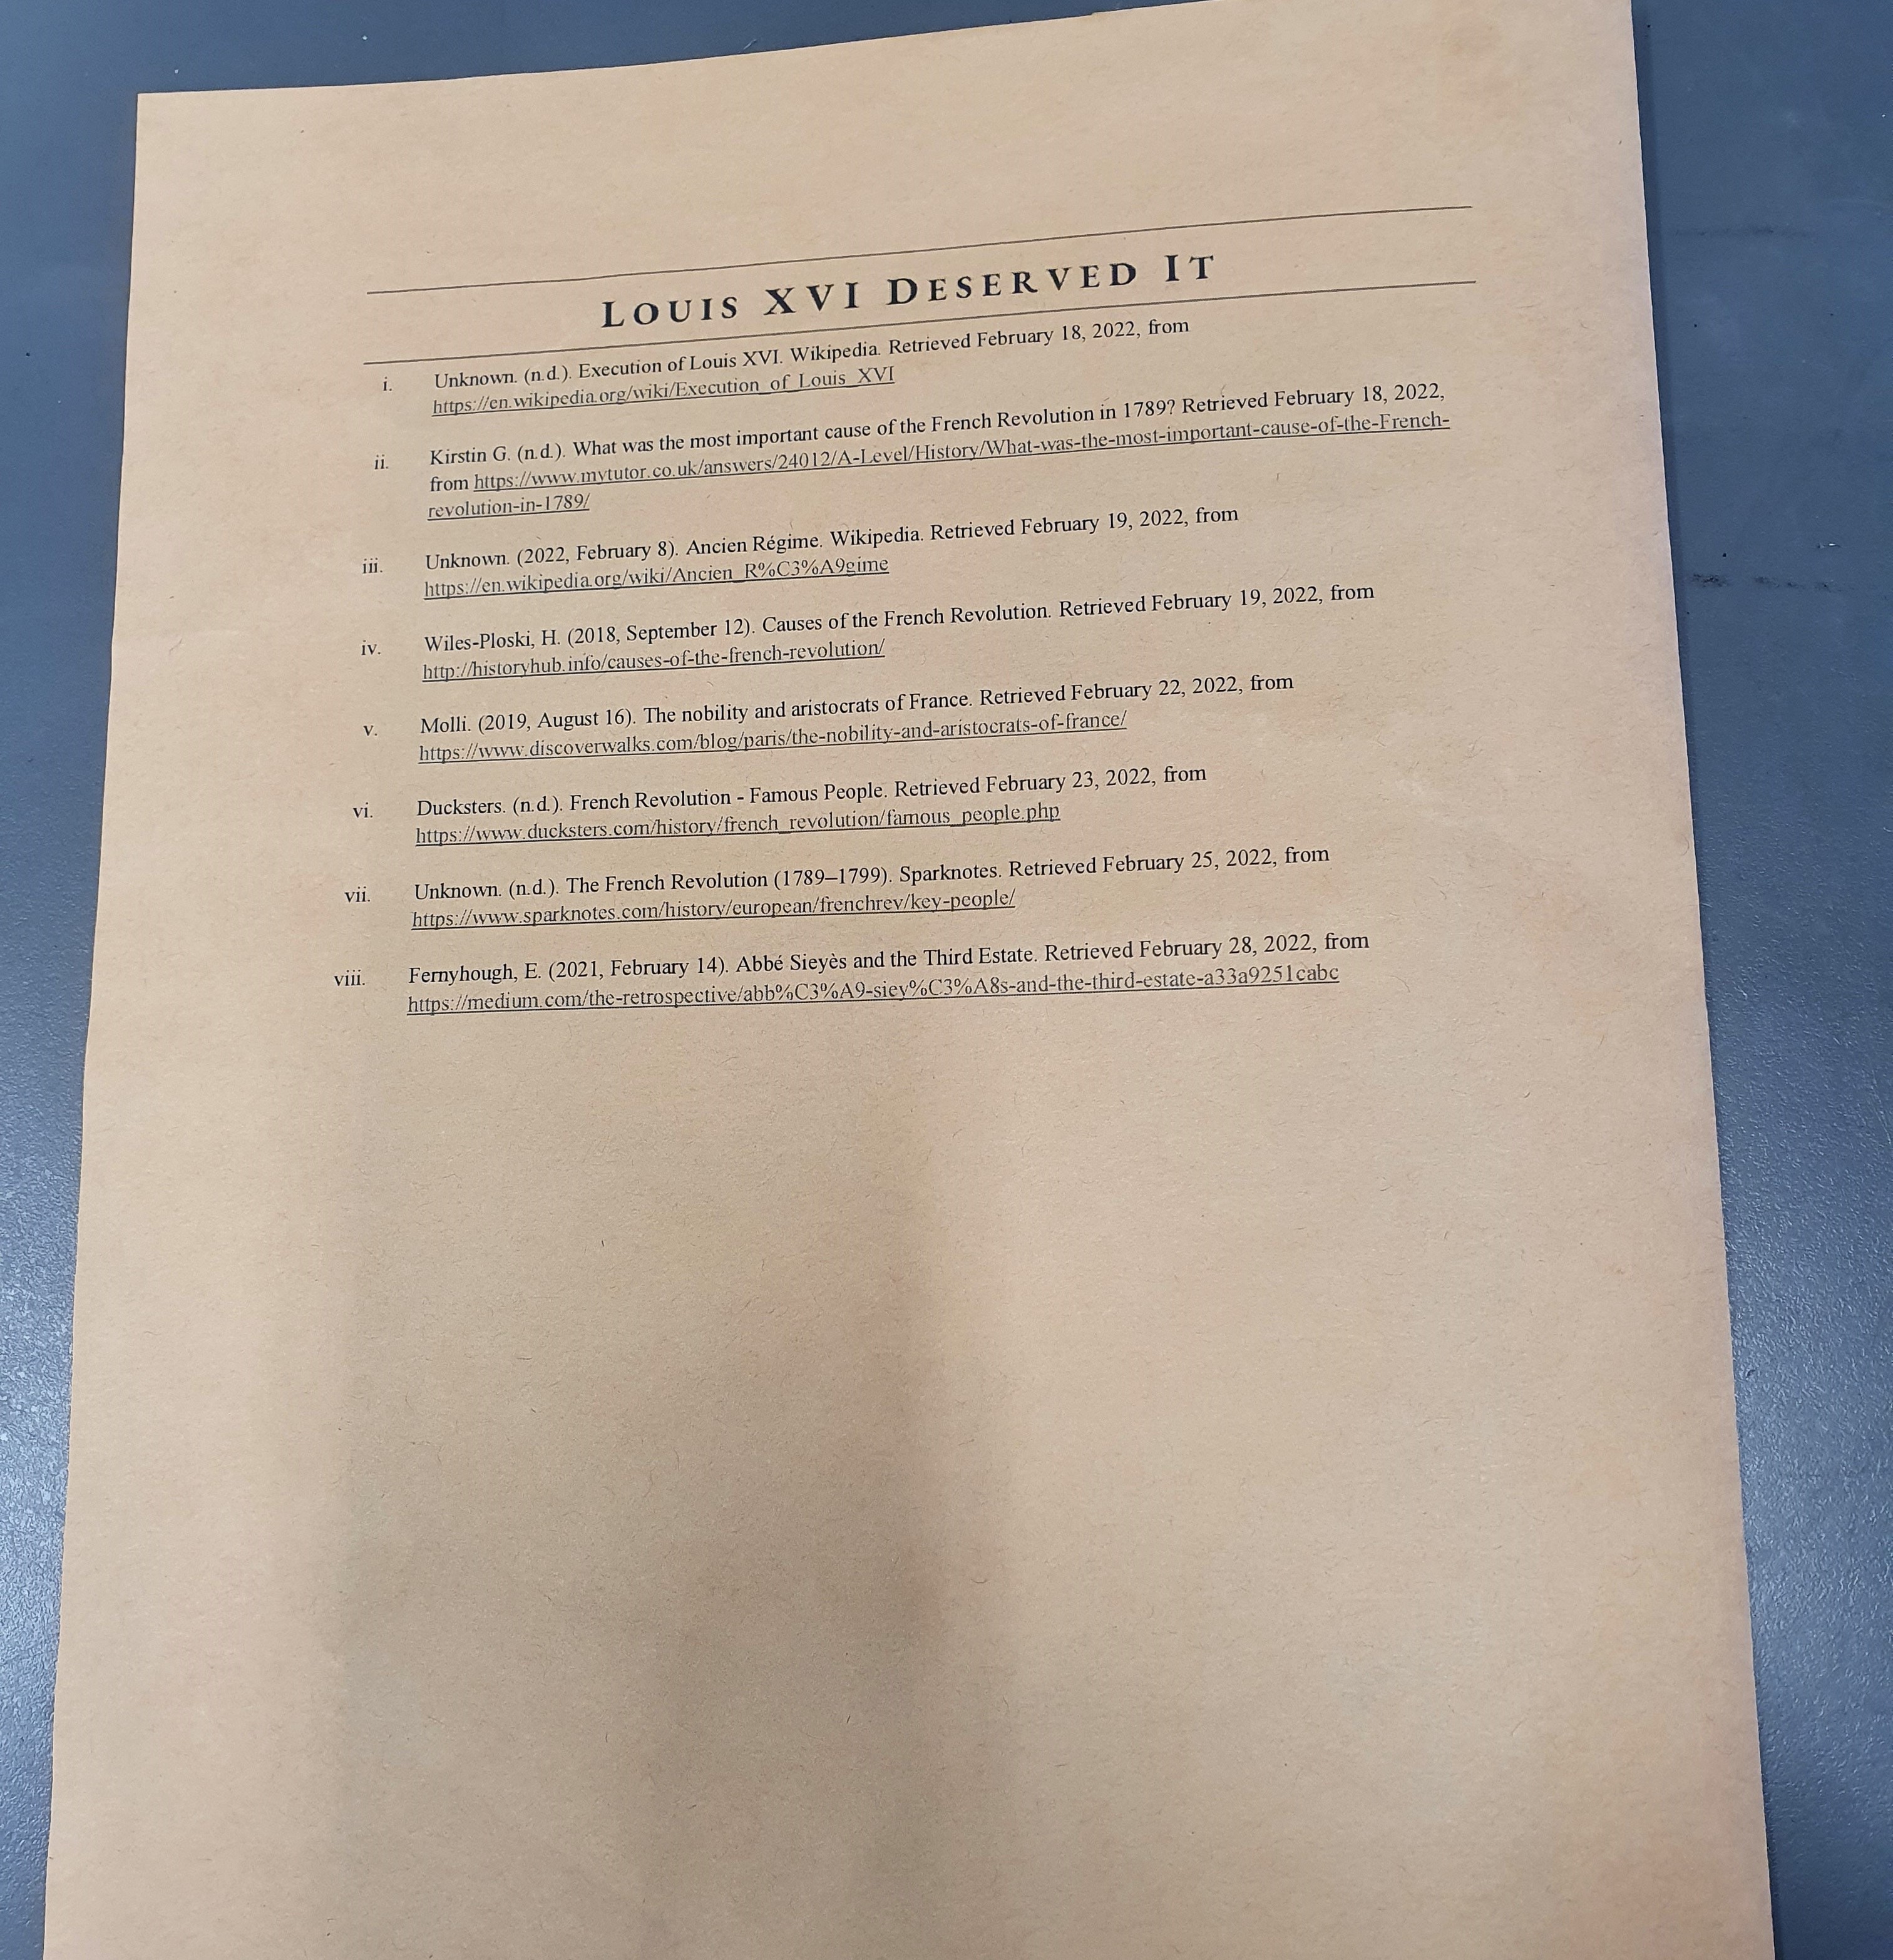 LOUIS XVI DESERVED IT
i. Unknown. (n.d.). Execution of Louis XVI. Wikipedia. Retrieved February 18, 2022, from
https://en.wikipedia.org/wiki/Execution_of_Louis_XVI
ii. Kirstin G. (n.d.). What was the most important cause of the French Revolution in 1789? Retrieved February 18, 2022,
from https://www.mytutor.co.uk/answers/24012/A-Level/History/What-was-the-most-important-cause-of-the-French-
revolution-in-1789/
iii. Unknown. (2022, February 8). Ancien Régime. Wikipedia. Retrieved February 19, 2022, from
https://en.wikipedia.org/wiki/Ancien_R%C3%A9gime
iv. Wiles-Ploski, H. (2018, September 12). Causes of the French Revolution. Retrieved February 19, 2022, from
http://historyhub.info/causes-of-the-french-revolution/
v. Molli. (2019, August 16). The nobility and aristocrats of France. Retrieved February 22, 2022, from
https://www.discoverwalks.com/blog/paris/the-nobility-and-aristocrats-of-france/
vi. Ducksters. (n.d.). French Revolution - Famous People. Retrieved February 23, 2022, from
https://www.ducksters.com/history/french_revolution/famous_people.php
vii. Unknown. (n.d.). The French Revolution (1789–1799). Sparknotes. Retrieved February 25, 2022, from
https://www.sparknotes.com/history/european/frenchrev/key-people/
viii. Fernyhough, E. (2021, February 14). Abbé Sieyès and the Third Estate. Retrieved February 28, 2022, from
https://medium.com/the-retrospective/abb%C3%A9-siey%C3%A8s-and-the-third-estate-a33a9251cabc